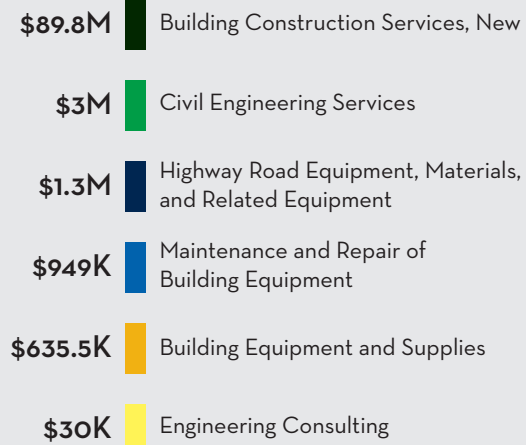 $89.8M Building Construction Services, New
$3M Civil Engineering Services
$1.3M Highway Road Equipment, Materials,
and Related Equipment
$949K Maintenance and Repair of
Building Equipment
$635.5K Building Equipment and Supplies
$30K Engineering Consulting